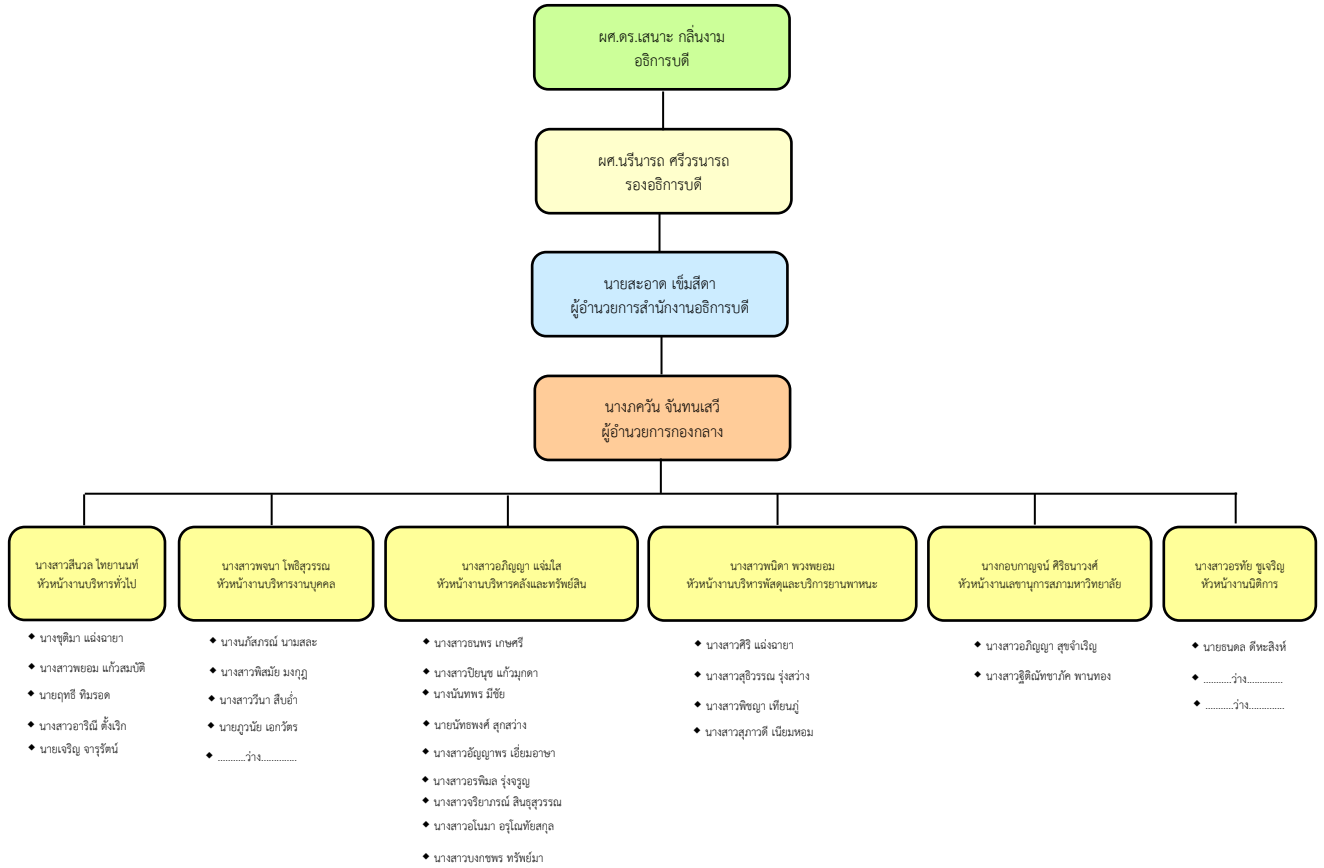 ผศ.ดร.เสนาะ กลิ่นงาม
อธิการบดี
ผศ.นรีนารถ ศรีวรนารถ
รองอธิการบดี
นายสะอาด เข็มสีดา
ผู้อำนวยการสำนักงานอธิการบดี
นางภควัน จันทนเสวี
ผู้อำนวยการกองกลาง
นางสาวสีนวล ไทยานนท์
หัวหน้างานบริหารทั่วไป
◆ นางชุติมา แฉ่งฉายา
◆ นางสาวพยอม แก้วสมบัติ
◆ นายฤทธี ทิมรอด
◆ นางสาวอาริณี ตั้งเริก
◆ นายเจริญ จารุรัตน์
นางสาวพจนา โพธิสุวรรณ
หัวหน้างานบริหารงานบุคคล
◆ นางนภัสภรณ์ นามสละ
◆ นางสาวพิสมัย มงกุฎ
◆ นางสาววีนา สืบอ่ำ
◆ นายภูวนัย เอกวัตร
◆ ..........ว่าง.............
นางสาวอภิญญา แจ่มใส
หัวหน้างานบริหารคลังและทรัพย์สิน
◆ นางสาวธนพร เกษศรี
◆ นางสาวปิยนุช แก้วมุกดา
◆ นางนันทพร มีชัย
◆ นายนัทธพงศ์ สุกสว่าง
◆ นางสาวอัญญาพร เอี่ยมอาษา
◆ นางสาวอรพิมล รุ่งจรูญ
◆ นางสาวจริยาภรณ์ สินธุสุวรรณ
◆ นางสาวอโนมา อรุโณทัยสกุล
◆ นางสาวบงกชพร ทรัพย์มา
นางสาวพนิดา พวงพยอม
หัวหน้างานบริหารพัสดุและบริการยานพาหนะ
◆ นางสาวศิริ แฉ่งฉายา
◆ นางสาวสุธิวรรณ รุ่งสว่าง
◆ นางสาวพิชญา เทียนภู่
◆ นางสาวสุภาวดี เนียมหอม
นางกอบกาญจน์ ศิริธนาวงศ์
หัวหน้างานเลขานุการสภามหาวิทยาลัย
◆ นางสาวอภิญญา สุขจำเริญ
◆ นางสาวฐิติณัทชาภัค พานทอง
นางสาวอรทัย ชูเจริญ
หัวหน้างานนิติการ
◆ นายธนดล ดีหะสิงห์
◆ ..........ว่าง.............
◆ ..........ว่าง.............